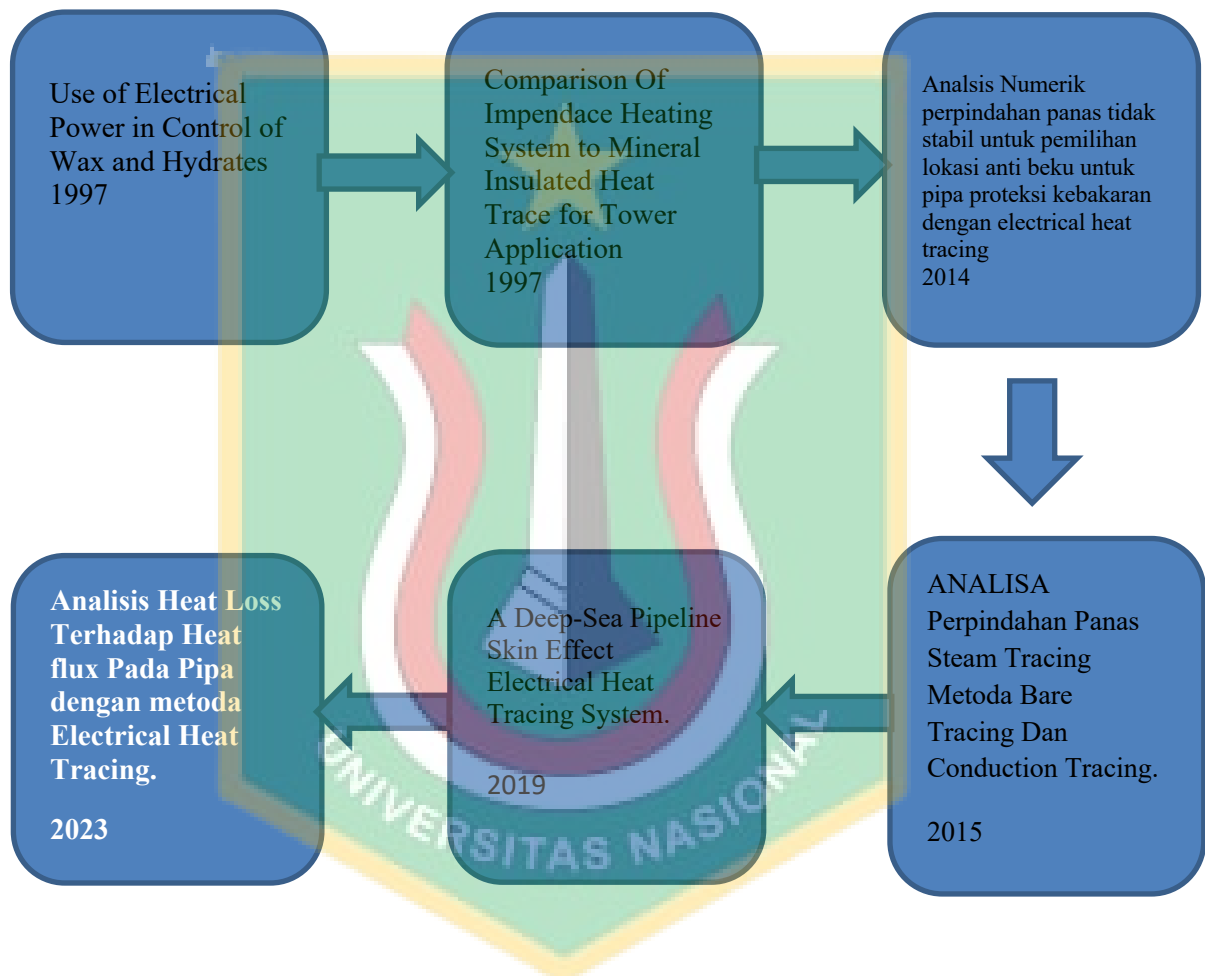 Use of Electrical
Power in Control of
Wax and Hydrates
1997
Comparison Of
Impendace Heating
System to Mineral
Insulated Heat
Trace for Tower
Application
1997
Analsis Numerik
perpindahan panas tidak
stabil untuk pemilihan
lokasi anti beku untuk
pipa proteksi kebakaran
dengan electrical heat
tracing
2014
ANALISA
Perpindahan Panas
Steam Tracing
Metoda Bare
Tracing Dan
Conduction Tracing.
2015
A Deep-Sea Pipeline
Skin Effect
Electrical Heat
Tracing System.
2019
Analisis Heat Loss
Terhadap Heat
flux Pada Pipa
dengan metoda
Electrical Heat
Tracing.
2023
UNIVERSITAS NASIONAL